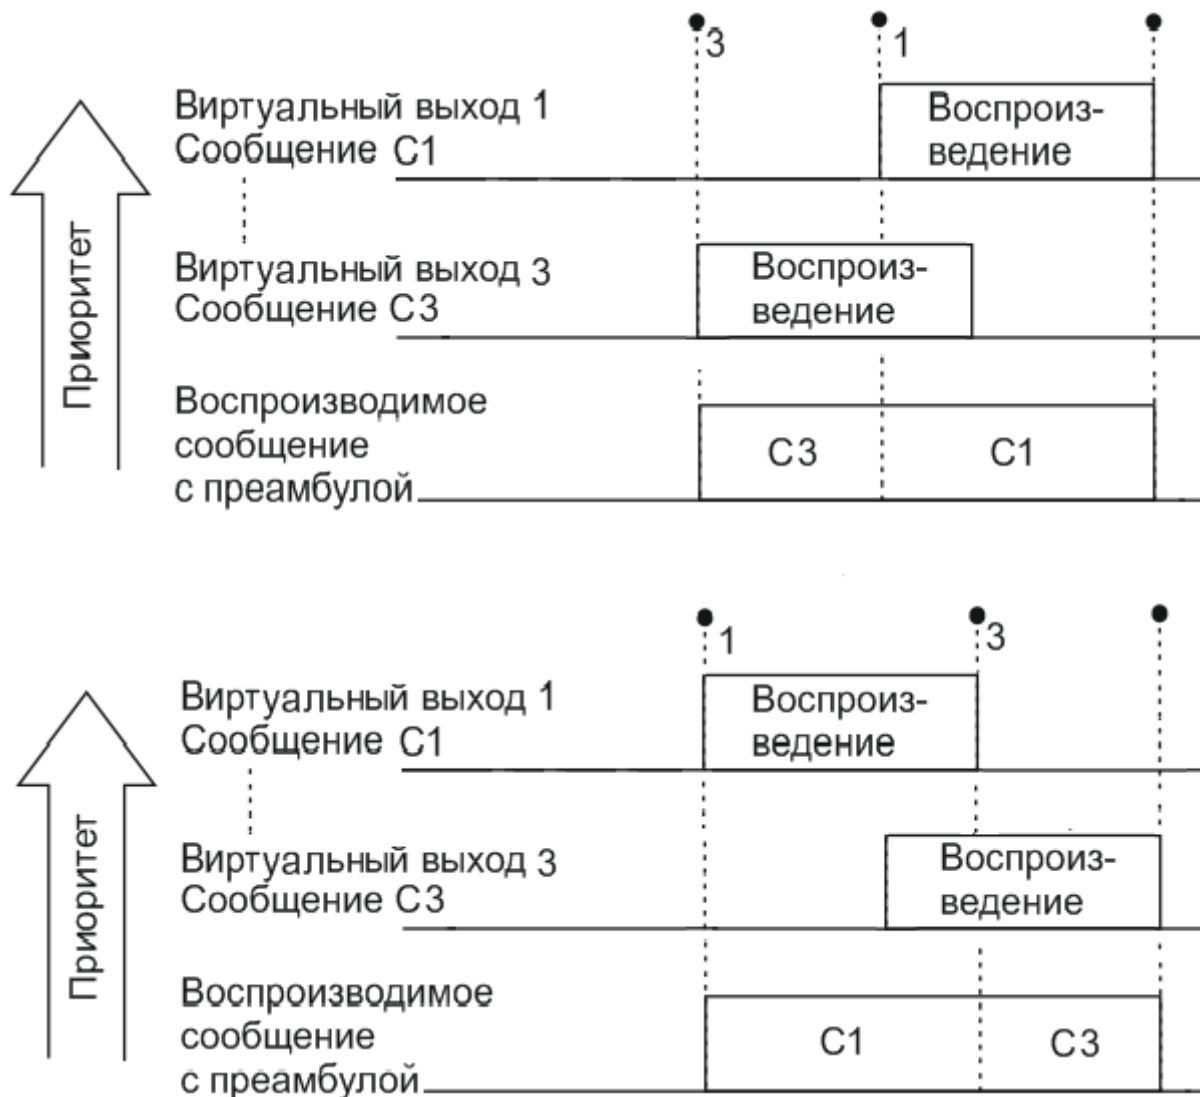 3
1
Виртуальный выход 1
Сообщение С1
Воспроиз-
ведение
Приоритет
Виртуальный выход 3
Сообщение С3
Воспроиз-
ведение
Воспроизводимое
сообщение
с преамбулой
С3
С1
1
3
Виртуальный выход 1
Сообщение С1
Воспроиз-
ведение
Приоритет
Виртуальный выход 3
Сообщение С3
Воспроиз-
ведение
Воспроизводимое
сообщение
с преамбулой
С1
С3